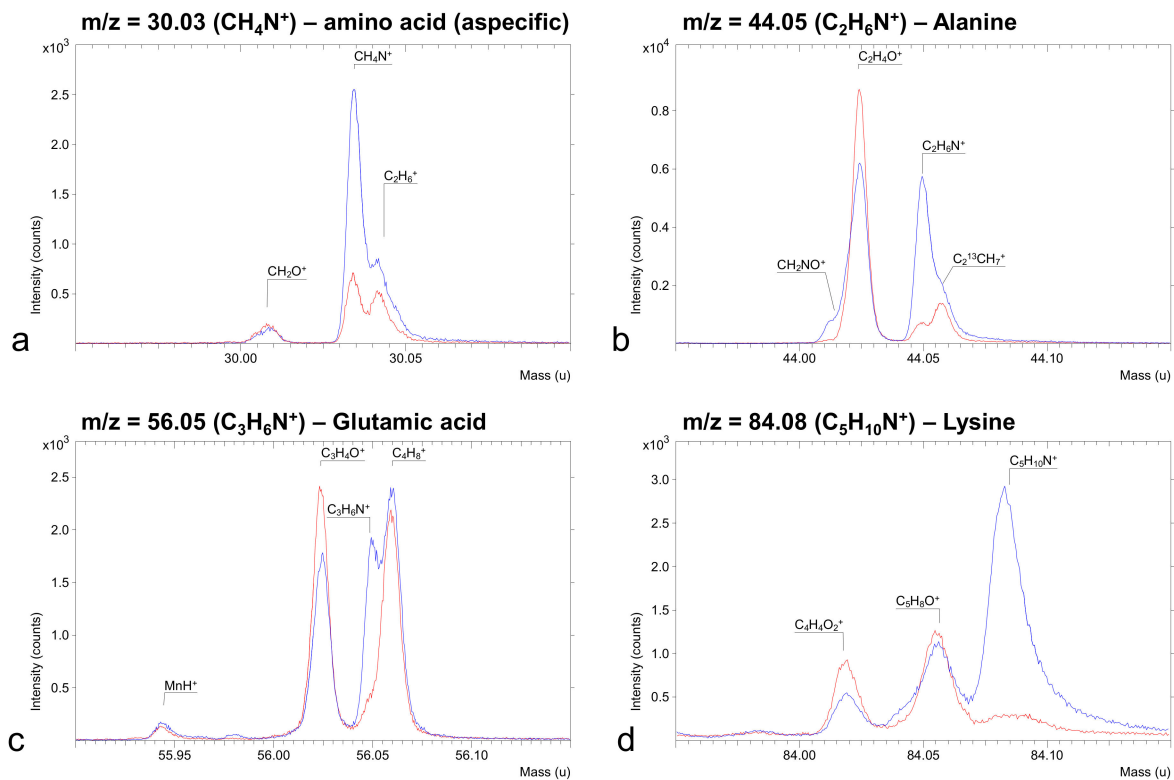 m/z = 30.03 (CH₄N⁺) – amino acid (aspecific)
x10³
CH₄N⁺
2.5
2.0
C₂H₆⁺
1.5
1.0
CH₂O⁺
0.5
Intensity (counts)
30.00
30.05
Mass (u)
a
m/z = 44.05 (C₂H₆N⁺) – Alanine
x10⁴
C₂H₄O⁺
0.8
C₂H₆N⁺
0.6
0.4
CH₂NO⁺
C₂¹³CH₇⁺
0.2
Intensity (counts)
44.00
44.05
44.10
Mass (u)
b
m/z = 56.05 (C₃H₆N⁺) – Glutamic acid
x10³
C₃H₄O⁺
C₄H₈⁺
2.5
C₃H₆N⁺
2.0
1.5
1.0
MnH⁺
0.5
Intensity (counts)
55.95
56.00
56.05
56.10
Mass (u)
c
m/z = 84.08 (C₅H₁₀N⁺) – Lysine
x10³
C₅H₁₀N⁺
3.0
2.5
2.0
C₅H₈O⁺
1.5
C₄H₄O₂⁺
1.0
0.5
Intensity (counts)
84.00
84.05
84.10
Mass (u)
d